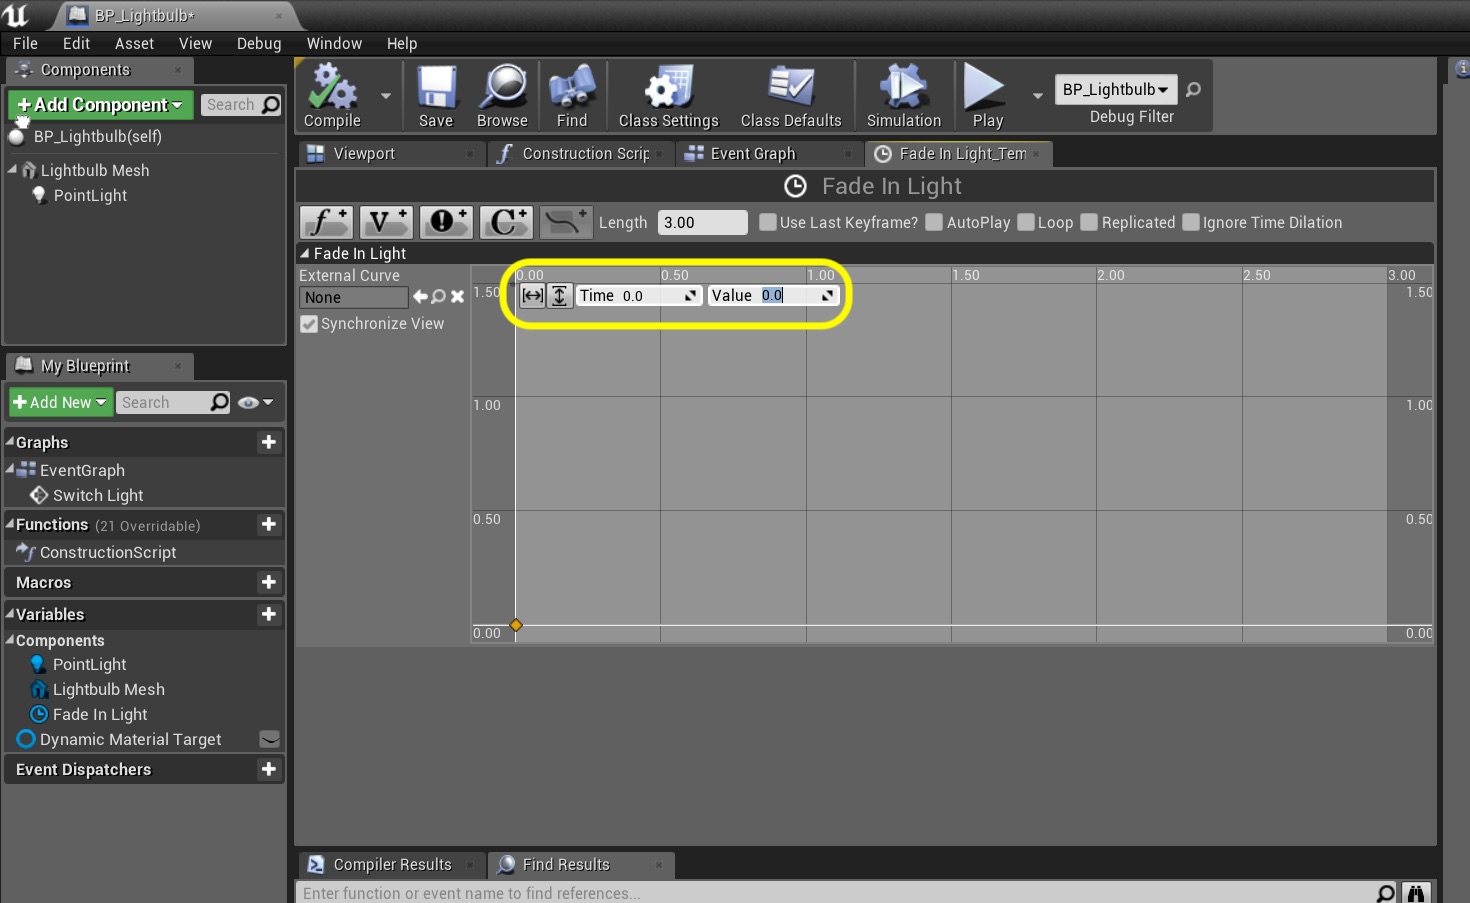 BP_Lightbulb*
File Edit Asset View Debug Window Help
Components
Add Component Search
BP_Lightbulb(self)
Lightbulb Mesh
PointLight
Compile Save Browse Find Class Settings Class Defaults Simulation Play
BP_Lightbulb
Debug Filter
Viewport Construction Scrip Event Graph Fade In Light_Tem
Fade In Light
Length 3.00 Use Last Keyframe? AutoPlay Loop Replicated Ignore Time Dilation
Fade In Light
External Curve
None
Synchronize View
0.00 0.50 1.00 1.50 2.00 2.50 3.00
Time 0.0 Value 0.0
1.50 1.50
1.00 1.00
0.50 0.50
0.00 0.00
My Blueprint
Add New Search
Graphs
EventGraph
Switch Light
Functions (21 Overridable)
ConstructionScript
Macros
Variables
Components
PointLight
Lightbulb Mesh
Fade In Light
Dynamic Material Target
Event Dispatchers
Compiler Results Find Results
Enter function or event name to find references...